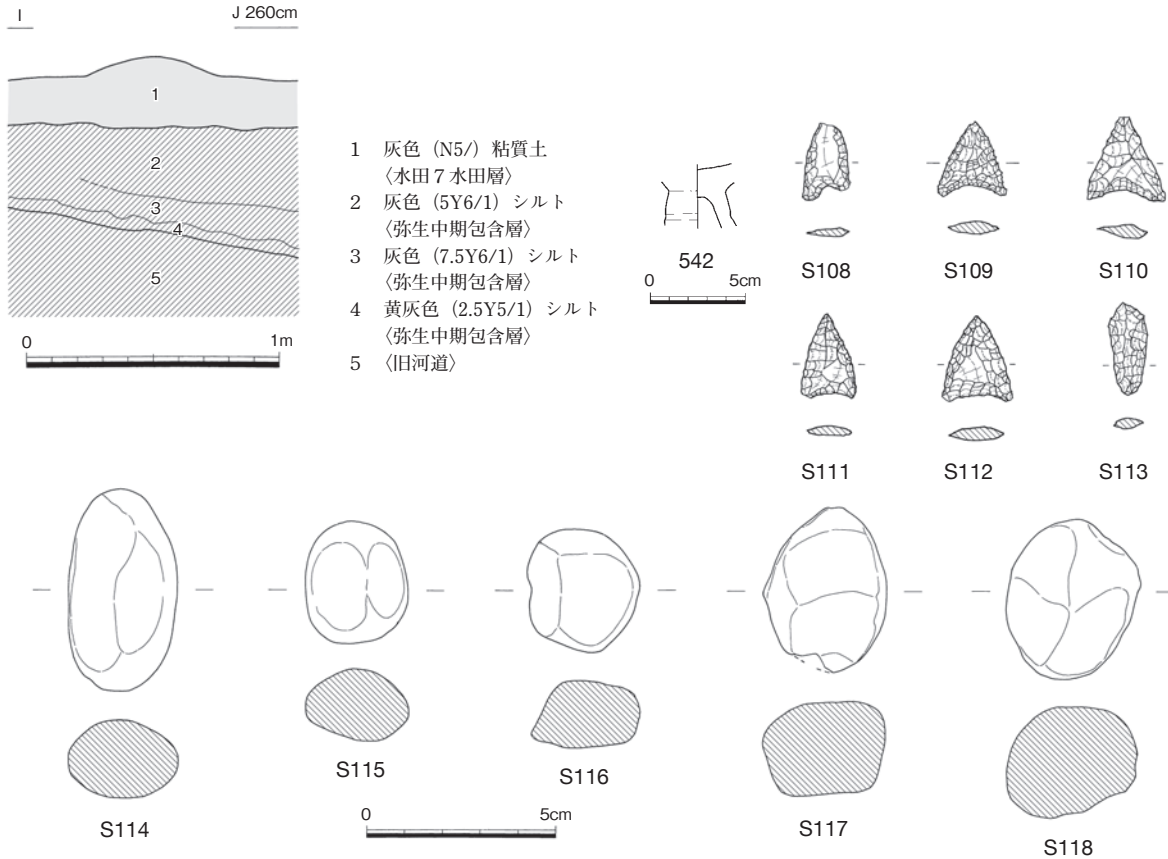 I J 260cm
1
2
3
4
5
0 1m
1 灰色（N5/）粘質土
〈水田７水田層〉
2 灰色（5Y6/1）シルト
〈弥生中期包含層〉
3 灰色（7.5Y6/1）シルト
〈弥生中期包含層〉
4 黄灰色（2.5Y5/1）シルト
〈弥生中期包含層〉
5 〈旧河道〉
542
0 5cm
S108 S109 S110
S111 S112 S113
S114 S115 S116 S117 S118
0 5cm